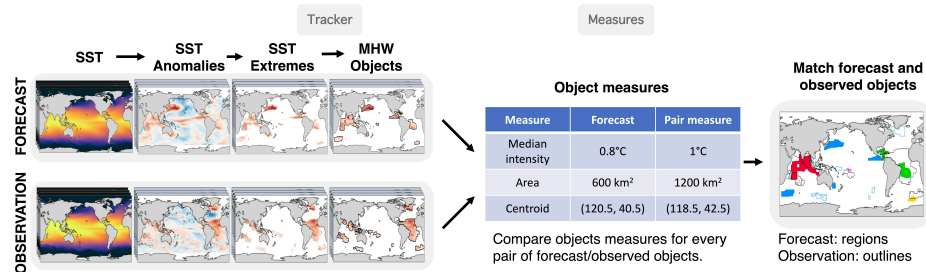 Tracker
Measures
SST
SST
Anomalies
SST
Extremes
MHW
Objects
FORECAST
OBSERVATION
Object measures
Measure Forecast Pair measure
Median
intensity 0.8°C 1°C
Area 600 km² 1200 km²
Centroid (120.5, 40.5) (118.5, 42.5)
Compare objects measures for every
pair of forecast/observed objects.
Match forecast and
observed objects
Forecast: regions
Observation: outlines